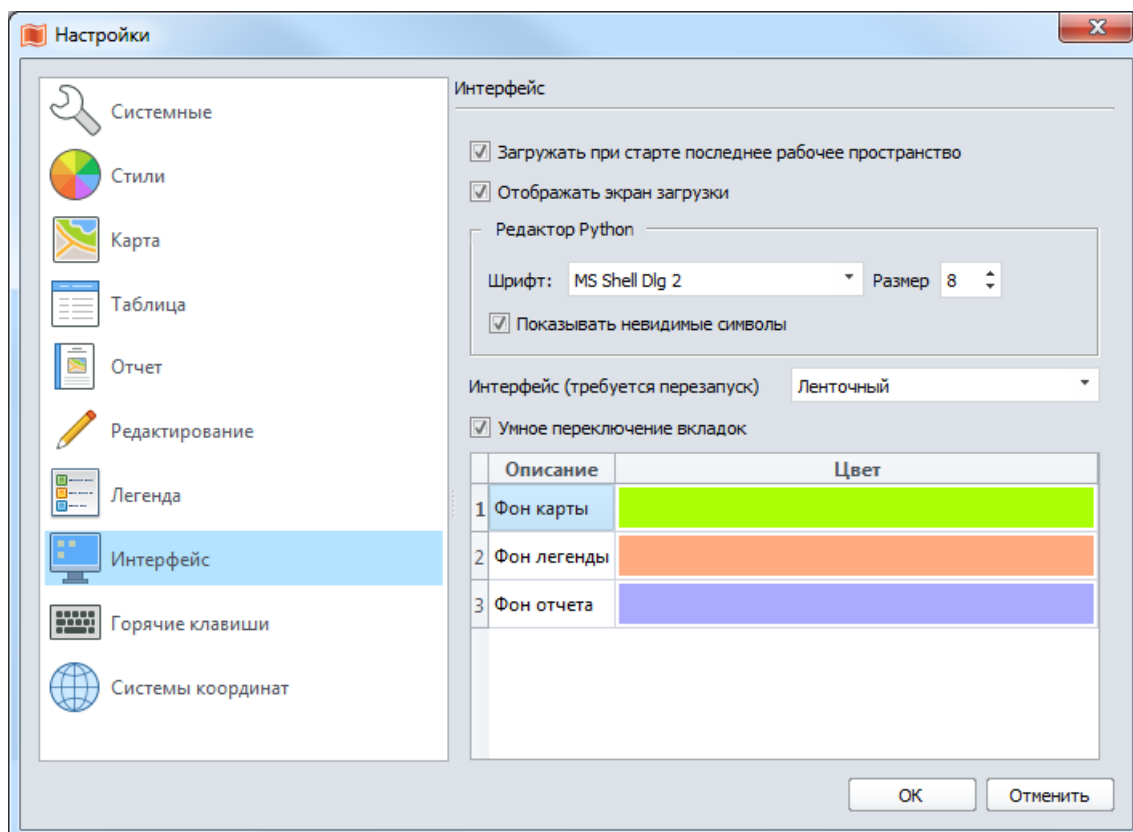 Настройки
Системные
Стили
Карта
Таблица
Отчет
Редактирование
Легенда
Интерфейс
Горячие клавиши
Системы координат
Интерфейс
Загружать при старте последнее рабочее пространство
Отображать экран загрузки
Редактор Python
Шрифт: MS Shell Dlg 2 Размер 8
Показывать невидимые символы
Интерфейс (требуется перезапуск) Ленточный
Умное переключение вкладок
Описание Цвет
1 Фон карты
2 Фон легенды
3 Фон отчета
ОК Отменить